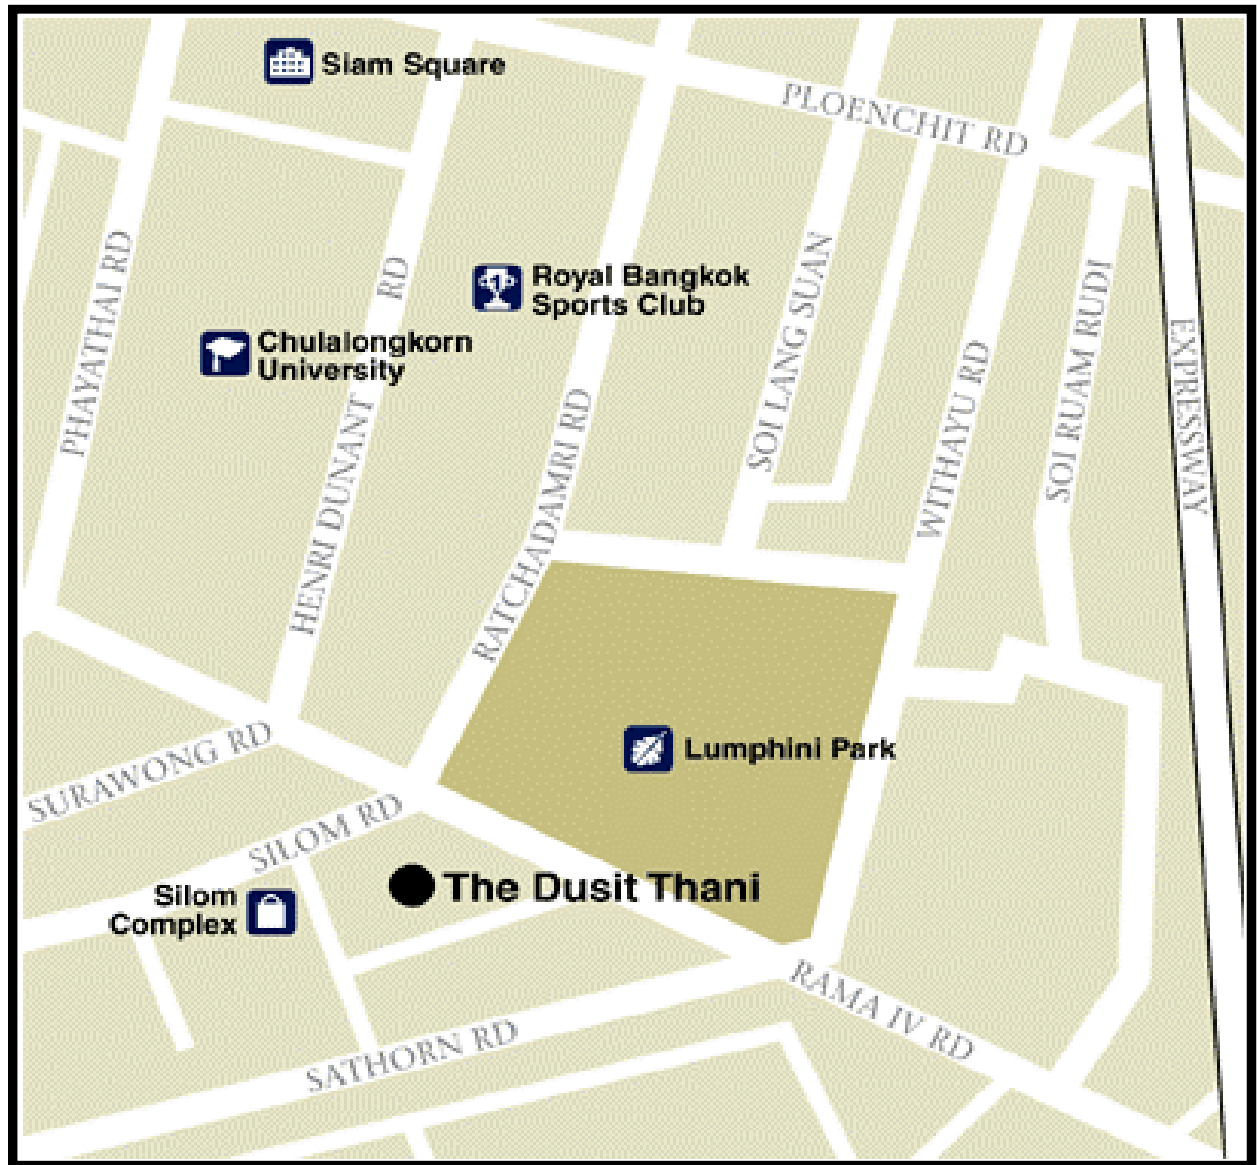 Siam Square
PLOENCHIT RD
PHAYATHAI RD
HENRI DUNANT RD
Royal Bangkok
Sports Club
Chulalongkorn
University
RATCHADAMRI RD
SOI LANG SUAN
WITHAYU RD
SOI RUAM RUDI
EXPRESSWAY
Lumphini Park
SURAWONG RD
SILOM RD
The Dusit Thani
Silom
Complex
RAMA IV RD
SATHORN RD